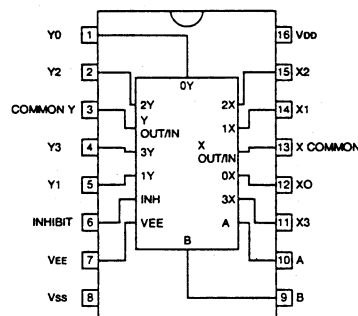 Y0 1 16 VDD
0Y
Y2 2 2Y 2X 15 X2
COMMON Y 3 Y OUT/IN 1X 14 X1
Y3 4 3Y X OUT/IN 13 X COMMON
Y1 5 1Y 0X 12 XO
INHIBIT 6 INH 3X 11 X3
VEE 7 VEE A 10 A
B
VSS 8 9 B